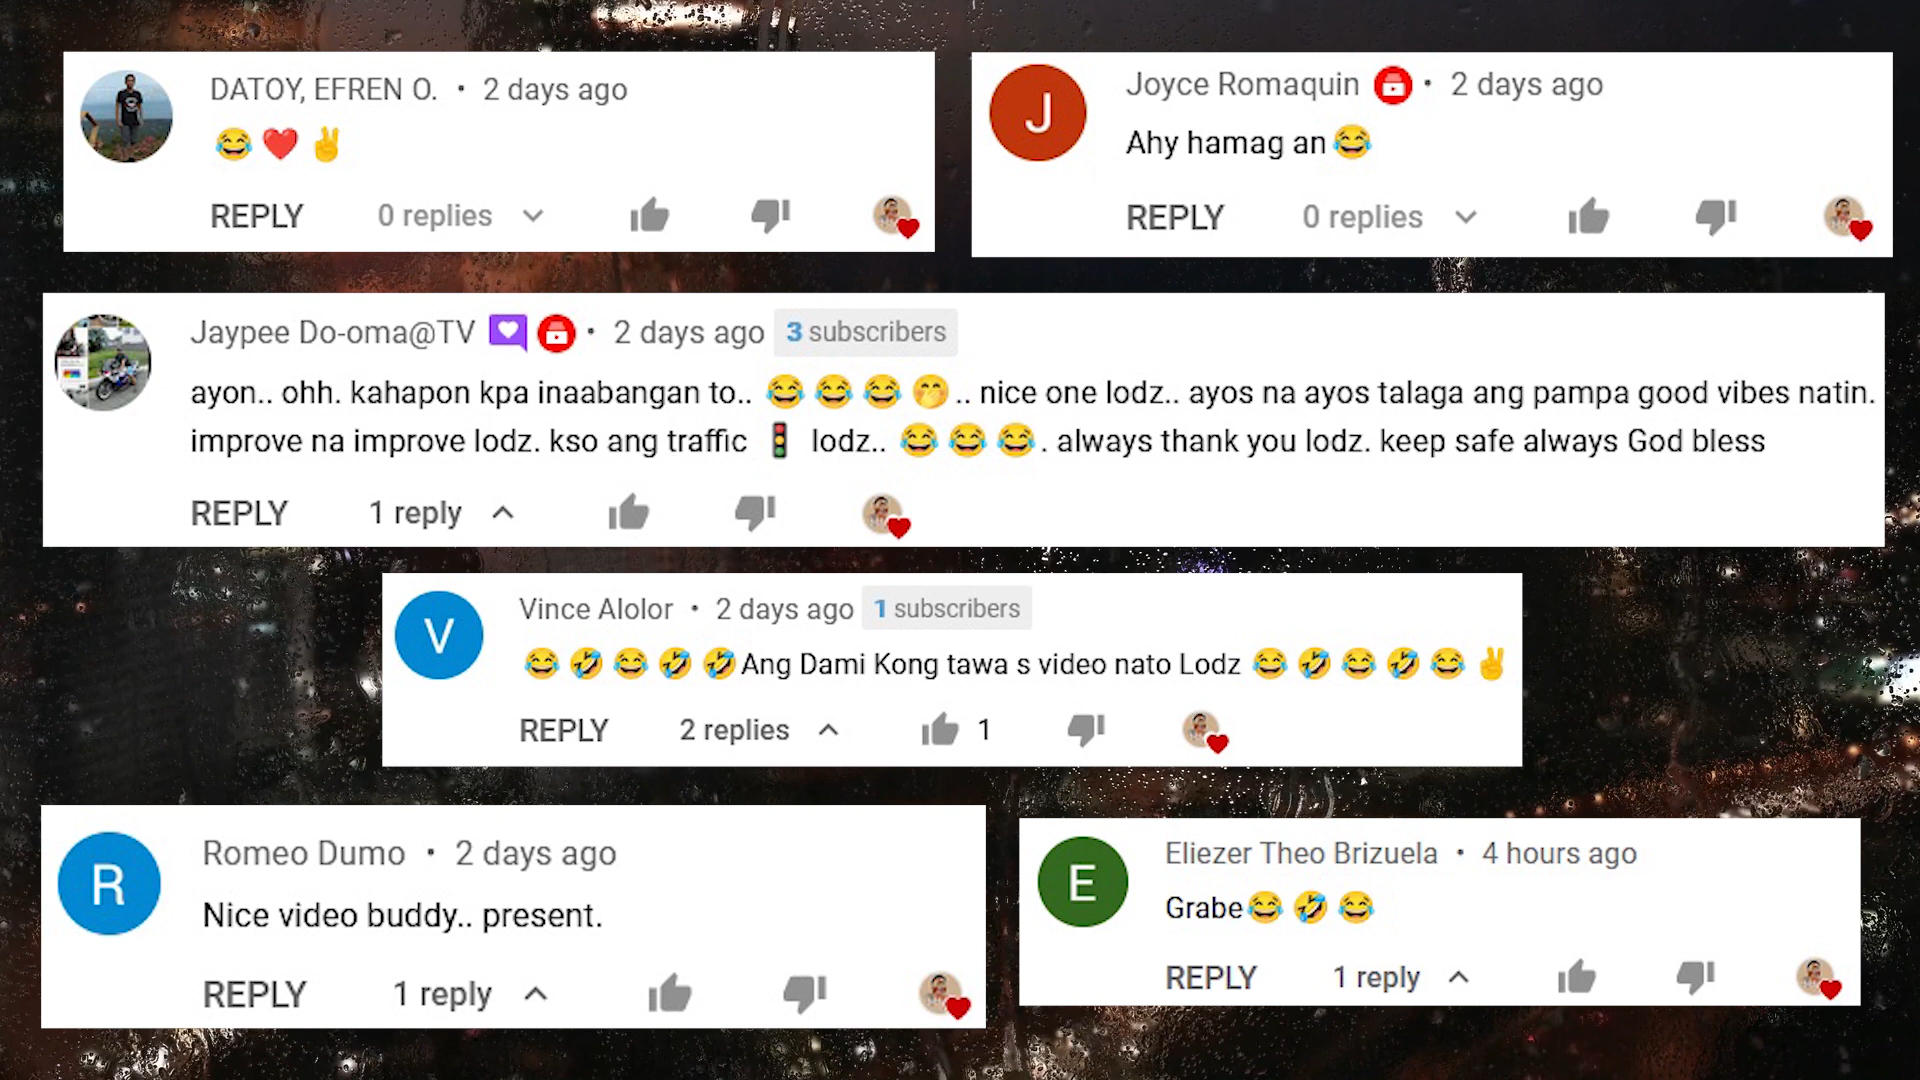 DATOY, EFREN O. • 2 days ago
😂 ❤️ ✌️
REPLY 0 replies
J
Joyce Romaquin • 2 days ago
Ahy hamag an😂
REPLY 0 replies
Jaypee Do-oma@TV • 2 days ago 3 subscribers
ayon.. ohh. kahapon kpa inaabangan to.. 😂 😂 😂 🤭 .. nice one lodz.. ayos na ayos talaga ang pampa good vibes natin.
improve na improve lodz. kso ang traffic 🚦 lodz.. 😂 😂 😂 . always thank you lodz. keep safe always God bless
REPLY 1 reply
V
Vince Alolor • 2 days ago 1 subscribers
😂 🤣 😂 🤣 🤣 Ang Dami Kong tawa s video nato Lodz 😂 🤣 😂 🤣 😂 ✌️
REPLY 2 replies 1
R
Romeo Dumo • 2 days ago
Nice video buddy.. present.
REPLY 1 reply
E
Eliezer Theo Brizuela • 4 hours ago
Grabe😂 🤣 😂
REPLY 1 reply